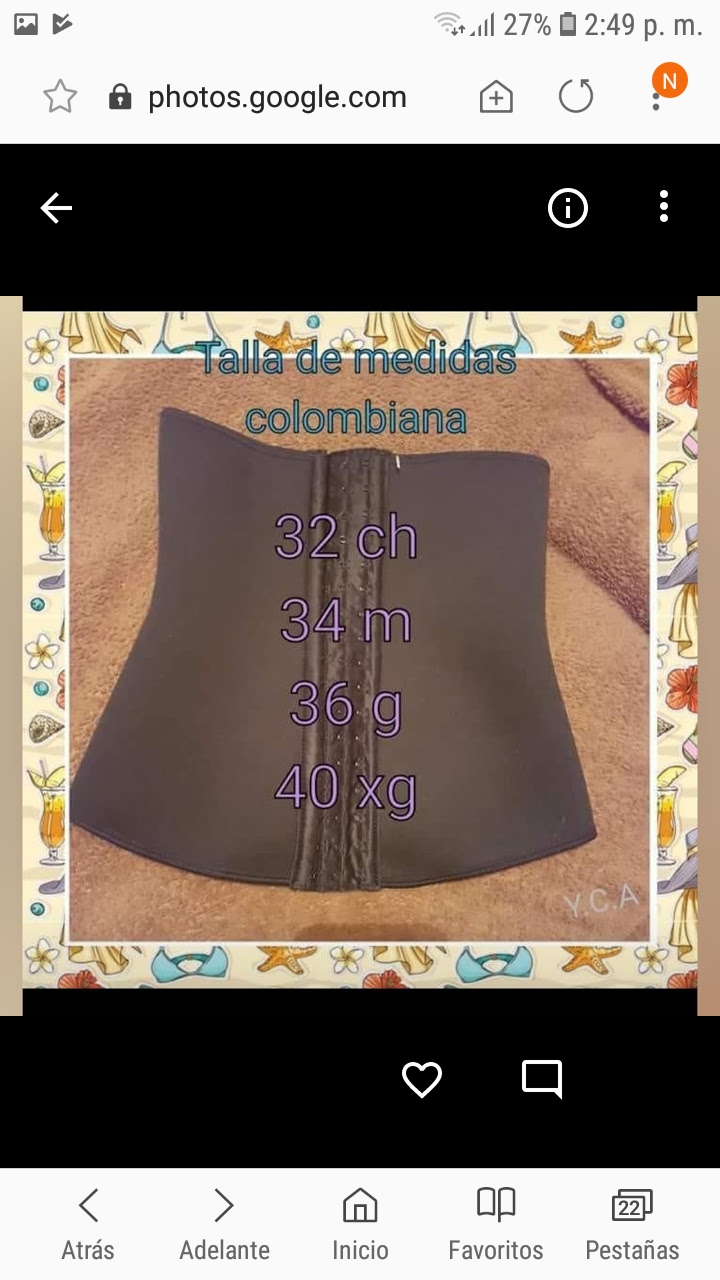 27% 2:49 p. m.
photos.google.com
N
Talla de medidas
colombiana
32 ch
34 m
36 g
40 xg
Y.C.A
22
Atrás Adelante Inicio Favoritos Pestañas